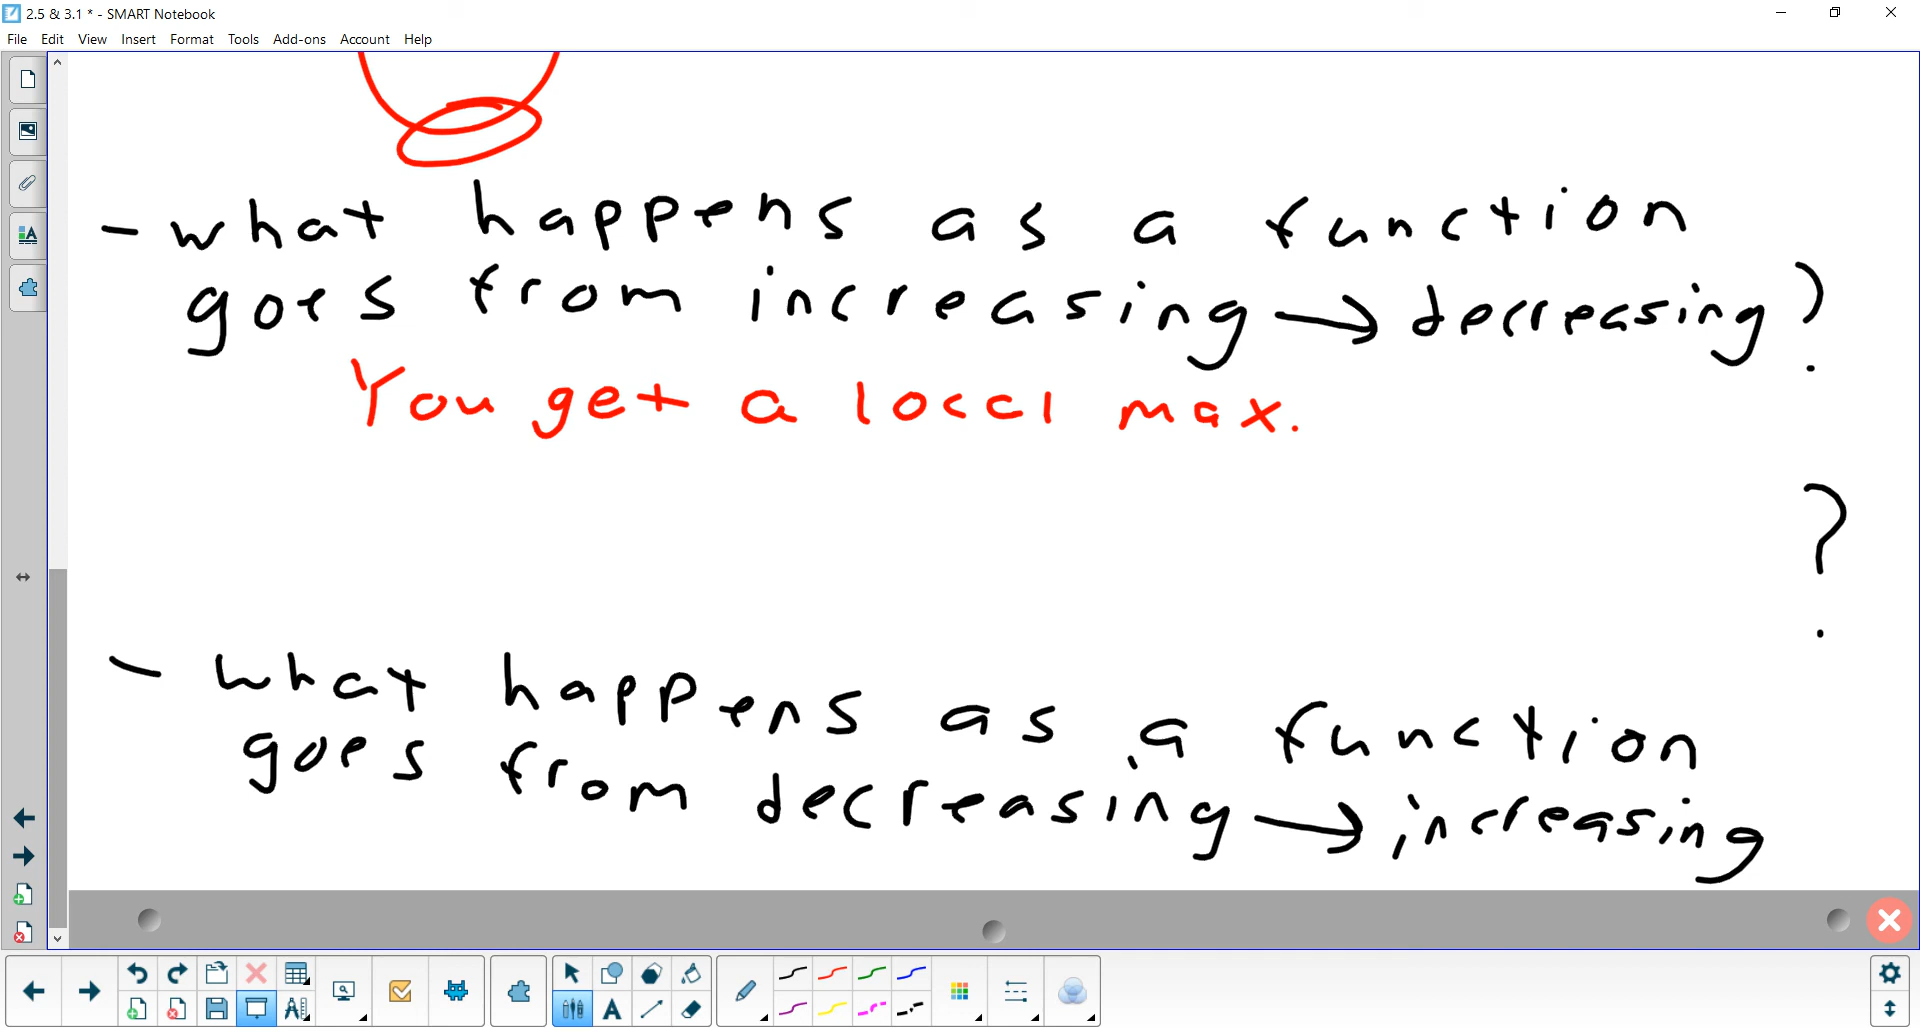 2.5 & 3.1 * - SMART Notebook
File Edit View Insert Format Tools Add-ons Account Help
- what happens as a function
goes from increasing → decreasing?
You get a local max.
?
- what happens as a function
goes from decreasing → increasing